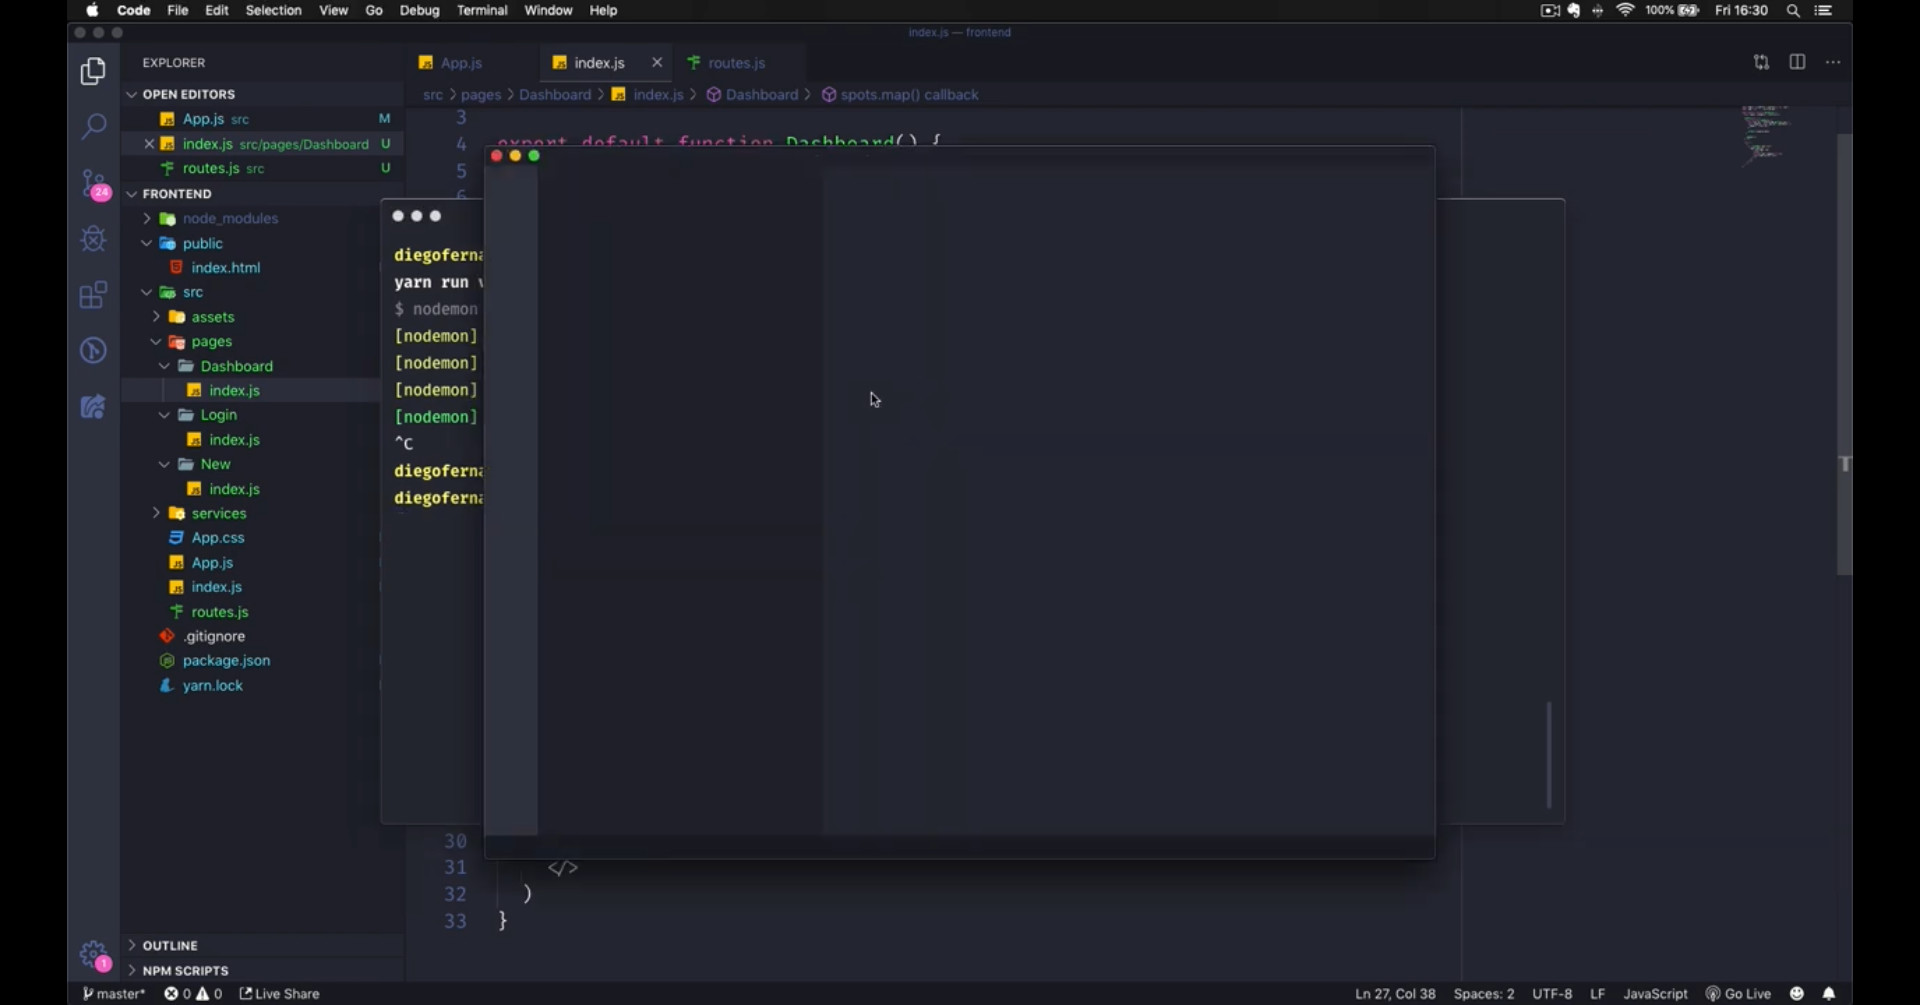 Code File Edit Selection View Go Debug Terminal Window Help
100% Fri 16:30
index.js — frontend
EXPLORER
App.js
index.js
routes.js
OPEN EDITORS
src > pages > Dashboard > index.js > Dashboard > spots.map() callback
App.js src M
index.js src/pages/Dashboard U
routes.js src U
FRONTEND
node_modules
public
index.html
src
assets
pages
Dashboard
index.js
Login
index.js
New
index.js
services
App.css
App.js
index.js
routes.js
.gitignore
package.json
yarn.lock
OUTLINE
NPM SCRIPTS
24
1
3
4 export default function Dashboard() {
5
6
diegoferna
yarn run
$ nodemon
[nodemon]
[nodemon]
[nodemon]
[nodemon]
^C
diegoferna
diegoferna
30
31 </>
32 )
33 }
master* 0 0 Live Share
Ln 27, Col 38 Spaces: 2 UTF-8 LF JavaScript Go Live